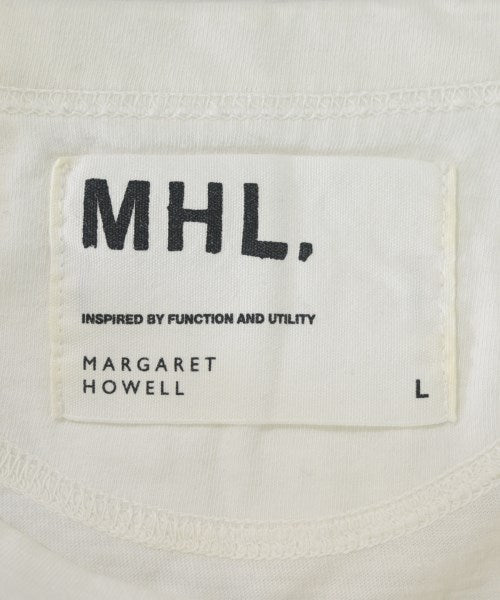 MHL.
INSPIRED BY FUNCTION AND UTILITY
MARGARET
HOWELL
L